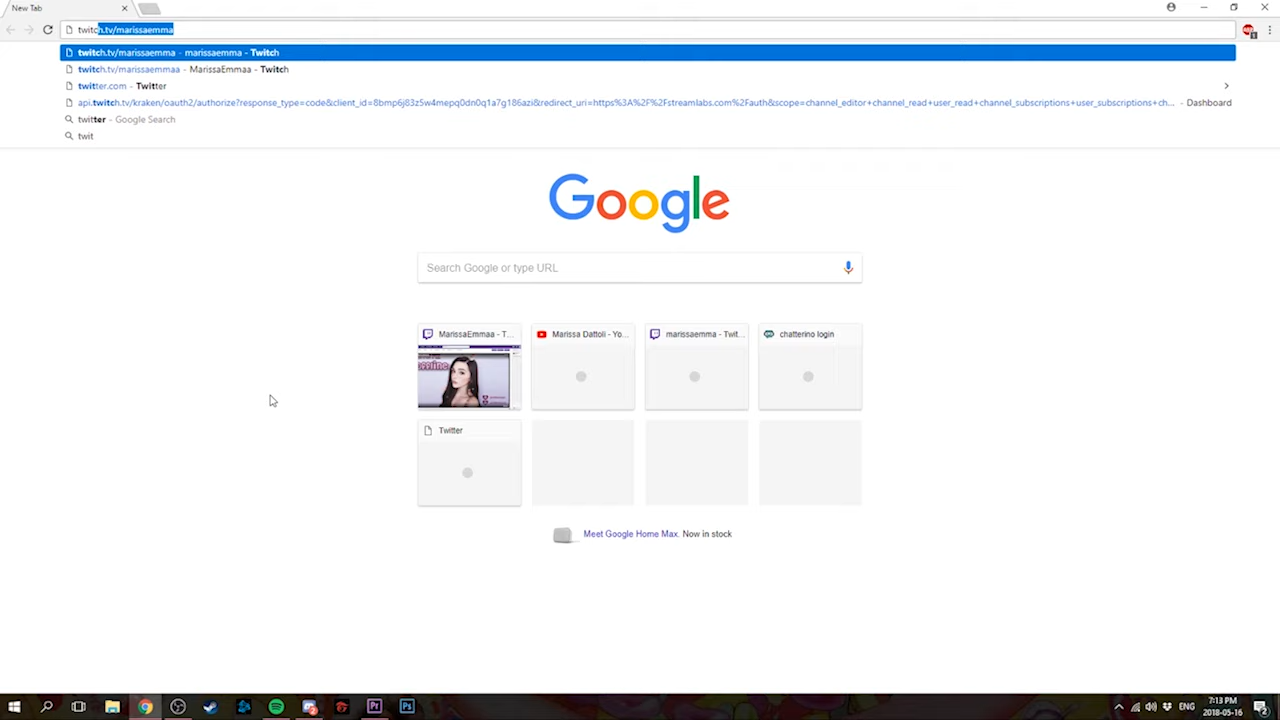 New Tab
twitch.tv/marissaemma
twitch.tv/marissaemma - marissaemma - Twitch
twitch.tv/marissaemmaa - MarissaEmmaa - Twitch
twitter.com - Twitter
api.twitch.tv/kraken/oauth2/authorize?response_type=code&client_id=8bmp6j83z5w4mepq0dn0q1a7g186azi&redirect_uri=https%3A%2F%2Fstreamlabs.com%2Fauth&scope=channel_editor+channel_read+user_read+channel_subscriptions+user_subscriptions+ch... - Dashboard
twitter - Google Search
twit
Google
Search Google or type URL
MarissaEmmaa - T...
Marissa Dattoli - Yo...
marissaemma - Twit...
chatterino login
Twitter
Meet Google Home Max. Now in stock
ENG
7:13 PM
2018-05-16
2